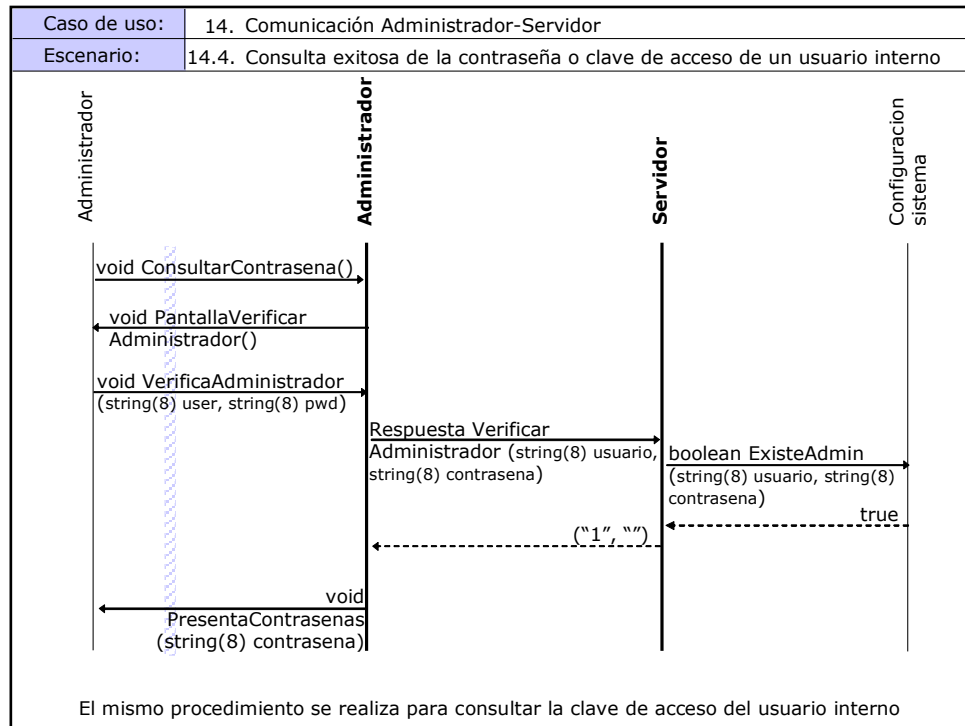 Caso de uso: 14. Comunicación Administrador-Servidor
Escenario: 14.4. Consulta exitosa de la contraseña o clave de acceso de un usuario interno
Administrador
Administrador
Servidor
Configuracion
sistema
void ConsultarContrasena()
void PantallaVerificar
Administrador()
void VerificaAdministrador
(string(8) user, string(8) pwd)
Respuesta Verificar
Administrador (string(8) usuario,
string(8) contrasena)
boolean ExisteAdmin
(string(8) usuario, string(8)
contrasena)
true
(“1”, “”)
void
PresentaContrasenas
(string(8) contrasena)
El mismo procedimiento se realiza para consultar la clave de acceso del usuario interno